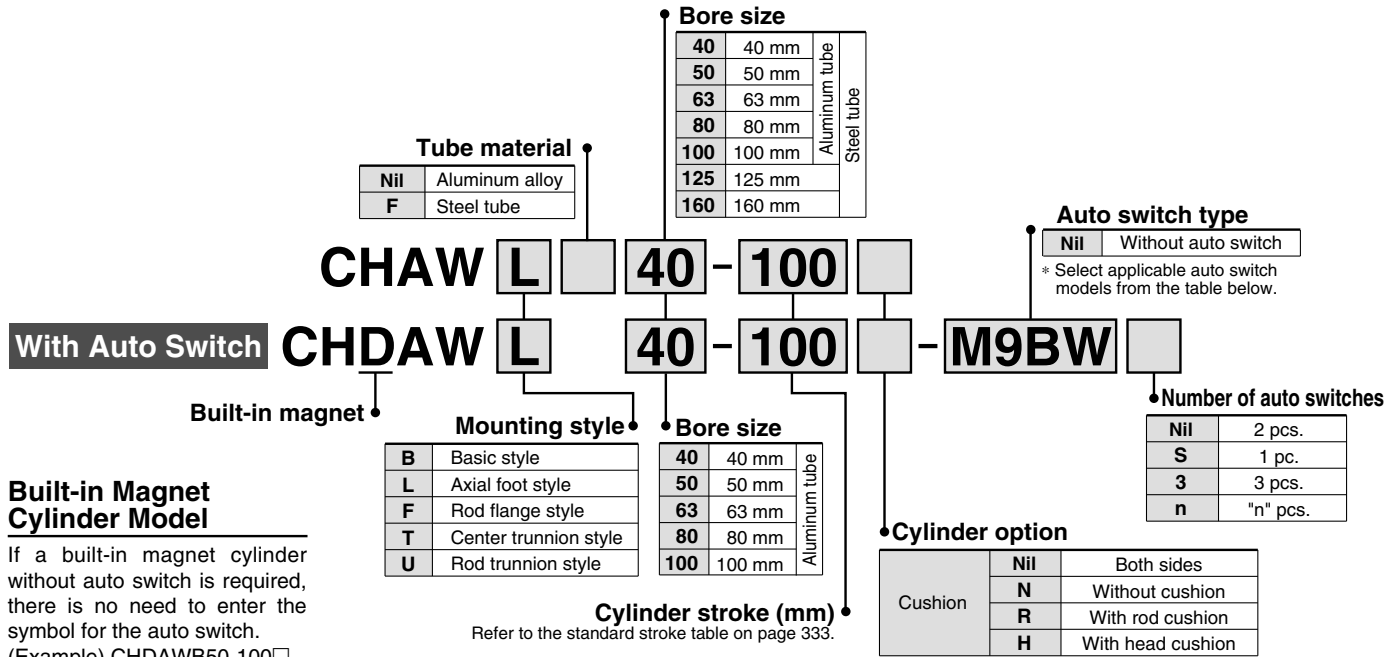 Bore size
40 40 mm
50 50 mm
63 63 mm
80 80 mm
100 100 mm
125 125 mm
160 160 mm
Aluminum tube
Steel tube
Tube material
Nil Aluminum alloy
F Steel tube
Auto switch type
Nil Without auto switch
* Select applicable auto switch
models from the table below.
CHAW L 40 - 100
With Auto Switch CHDAW L 40 - 100 - M9BW
Built-in magnet
Mounting style
B Basic style
L Axial foot style
F Rod flange style
T Center trunnion style
U Rod trunnion style
Bore size
40 40 mm
50 50 mm
63 63 mm
80 80 mm
100 100 mm
Aluminum tube
Number of auto switches
Nil 2 pcs.
S 1 pc.
3 3 pcs.
n "n" pcs.
Cylinder option
Cushion
Nil Both sides
N Without cushion
R With rod cushion
H With head cushion
Cylinder stroke (mm)
Refer to the standard stroke table on page 333.
Built-in Magnet
Cylinder Model
If a built-in magnet cylinder
without auto switch is required,
there is no need to enter the
symbol for the auto switch.
(Example) CHDAWB50-100□